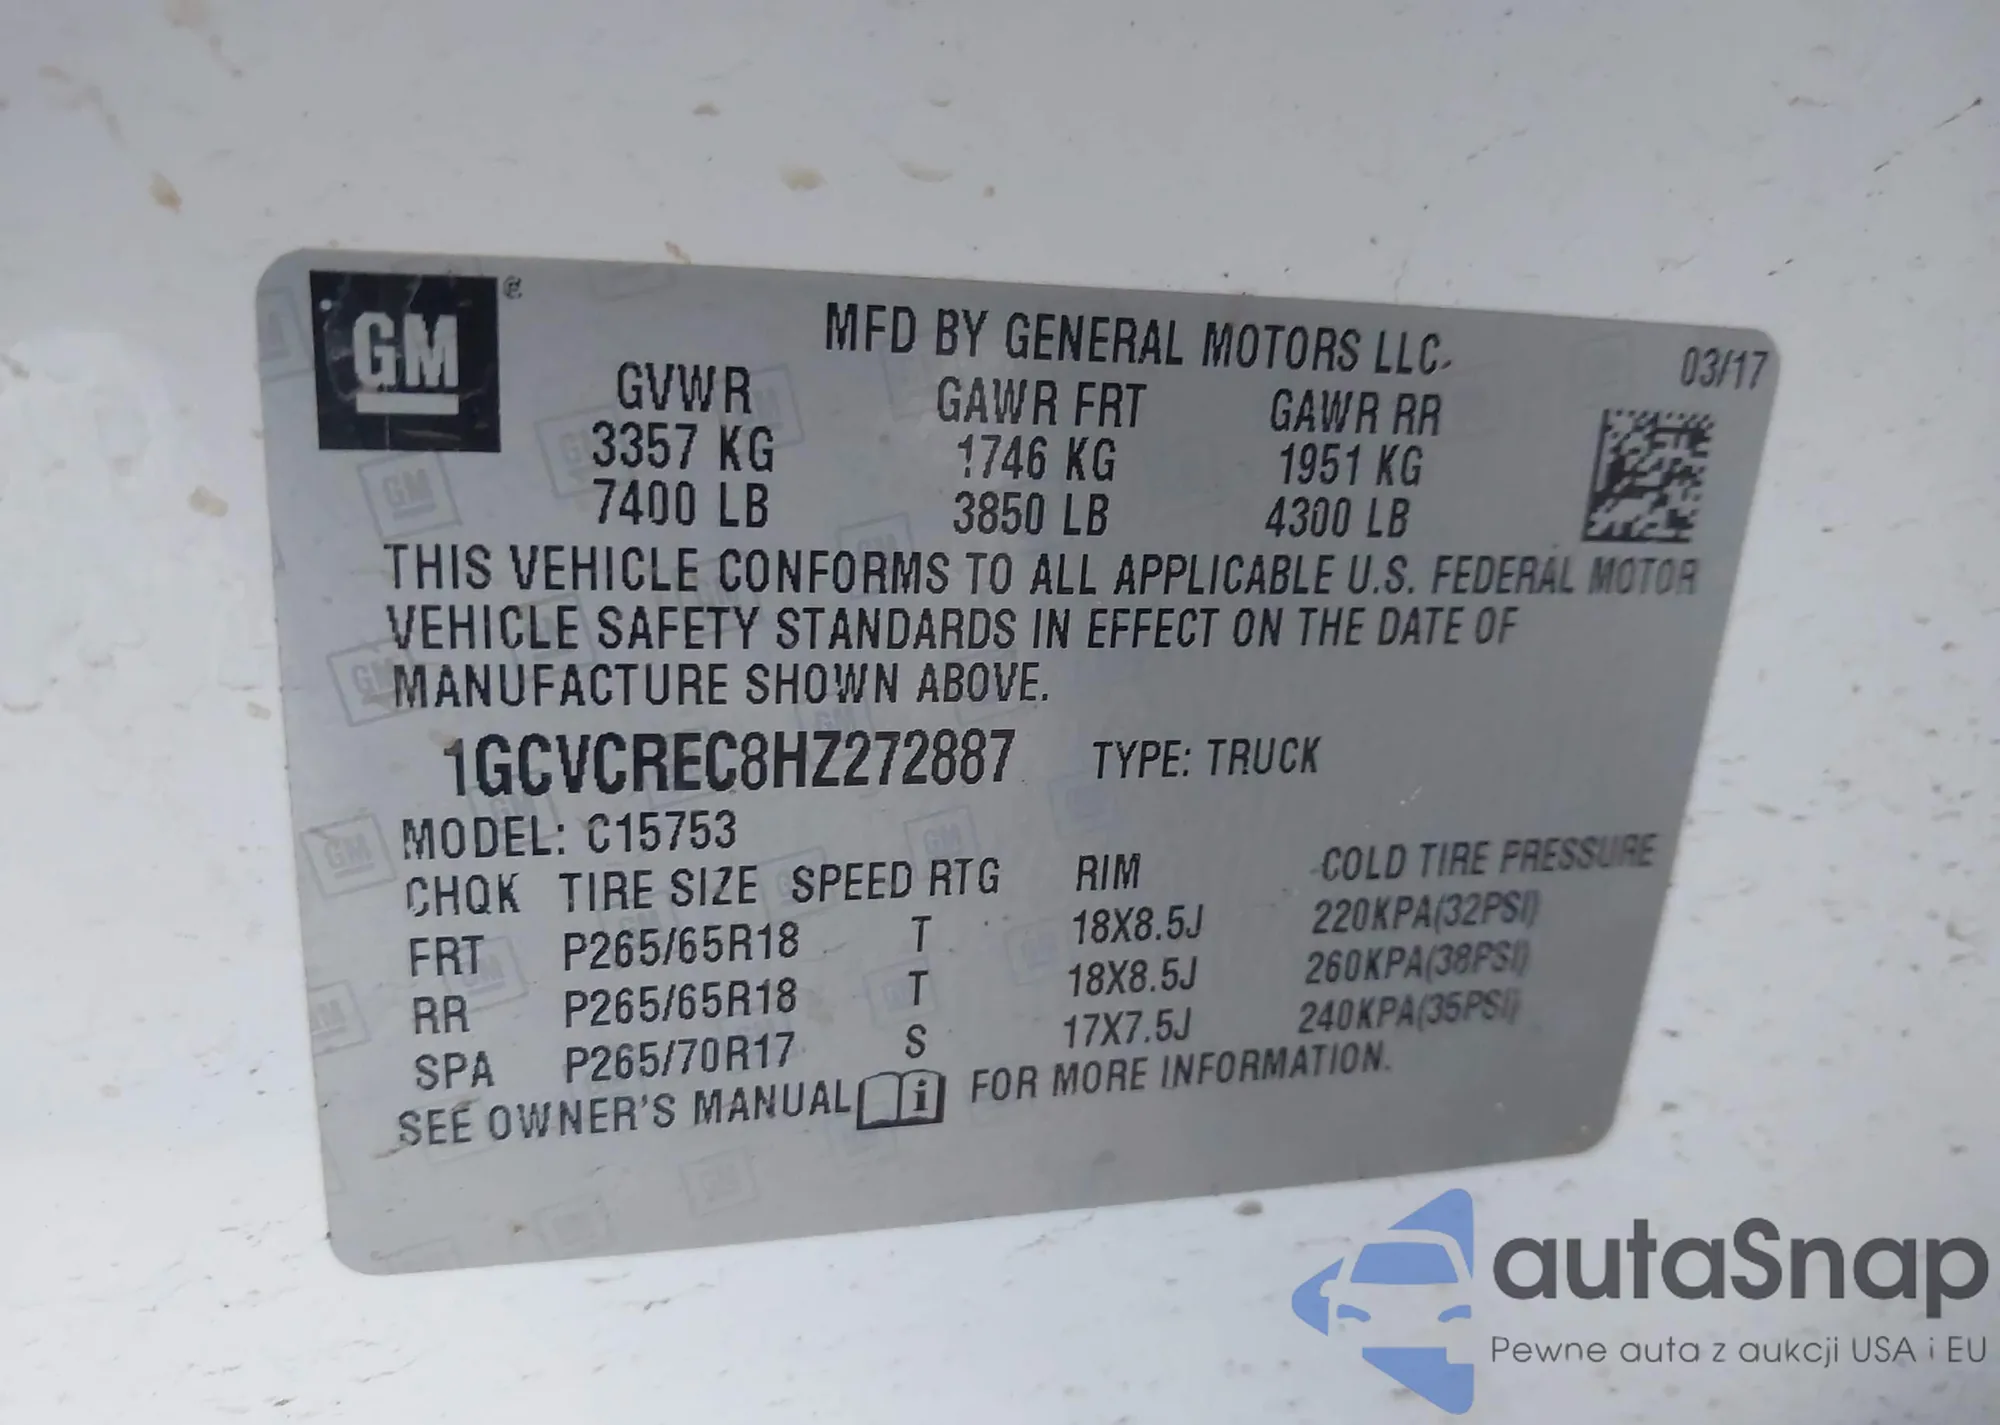 GM
MFD BY GENERAL MOTORS LLC.
03/17
GVWR GAWR FRT GAWR RR
3357 KG 1746 KG 1951 KG
7400 LB 3850 LB 4300 LB
THIS VEHICLE CONFORMS TO ALL APPLICABLE U.S. FEDERAL MOTOR
VEHICLE SAFETY STANDARDS IN EFFECT ON THE DATE OF
MANUFACTURE SHOWN ABOVE.
1GCVCREC8HZ272887 TYPE: TRUCK
MODEL: C15753
CHQK TIRE SIZE SPEED RTG RIM COLD TIRE PRESSURE
FRT P265/65R18 T 18X8.5J 220KPA(32PSI)
RR P265/65R18 T 18X8.5J 260KPA(38PSI)
SPA P265/70R17 S 17X7.5J 240KPA(35PSI)
SEE OWNER'S MANUAL i FOR MORE INFORMATION.
autaSnap
Pewne auta z aukcji USA i EU